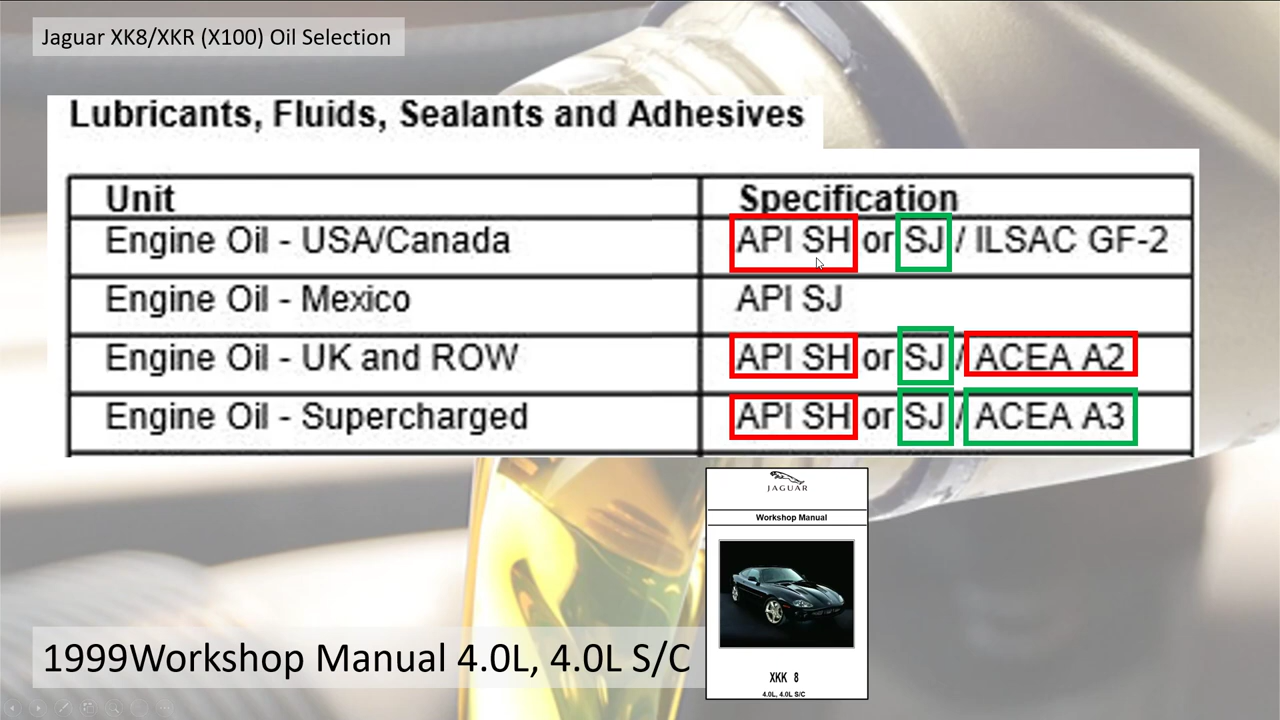 Jaguar XK8/XKR (X100) Oil Selection
Lubricants, Fluids, Sealants and Adhesives
Unit Specification
Engine Oil - USA/Canada API SH or SJ / ILSAC GF-2
Engine Oil - Mexico API SJ
Engine Oil - UK and ROW API SH or SJ / ACEA A2
Engine Oil - Supercharged API SH or SJ / ACEA A3
JAGUAR
Workshop Manual
XKK 8
4.0L, 4.0L S/C
1999Workshop Manual 4.0L, 4.0L S/C